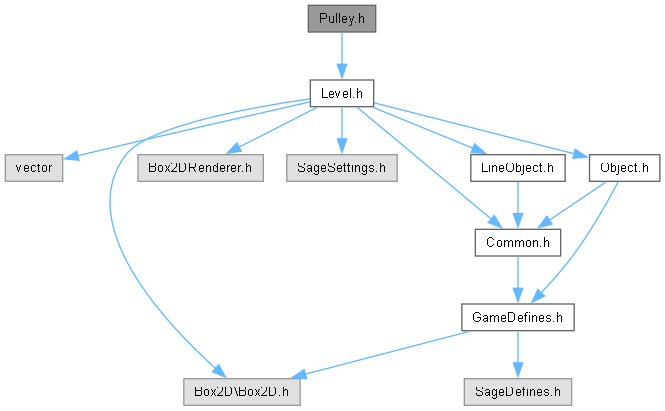 Pulley.h
Level.h
vector
Box2DRenderer.h
SageSettings.h
LineObject.h
Object.h
Common.h
GameDefines.h
Box2D\Box2D.h
SageDefines.h